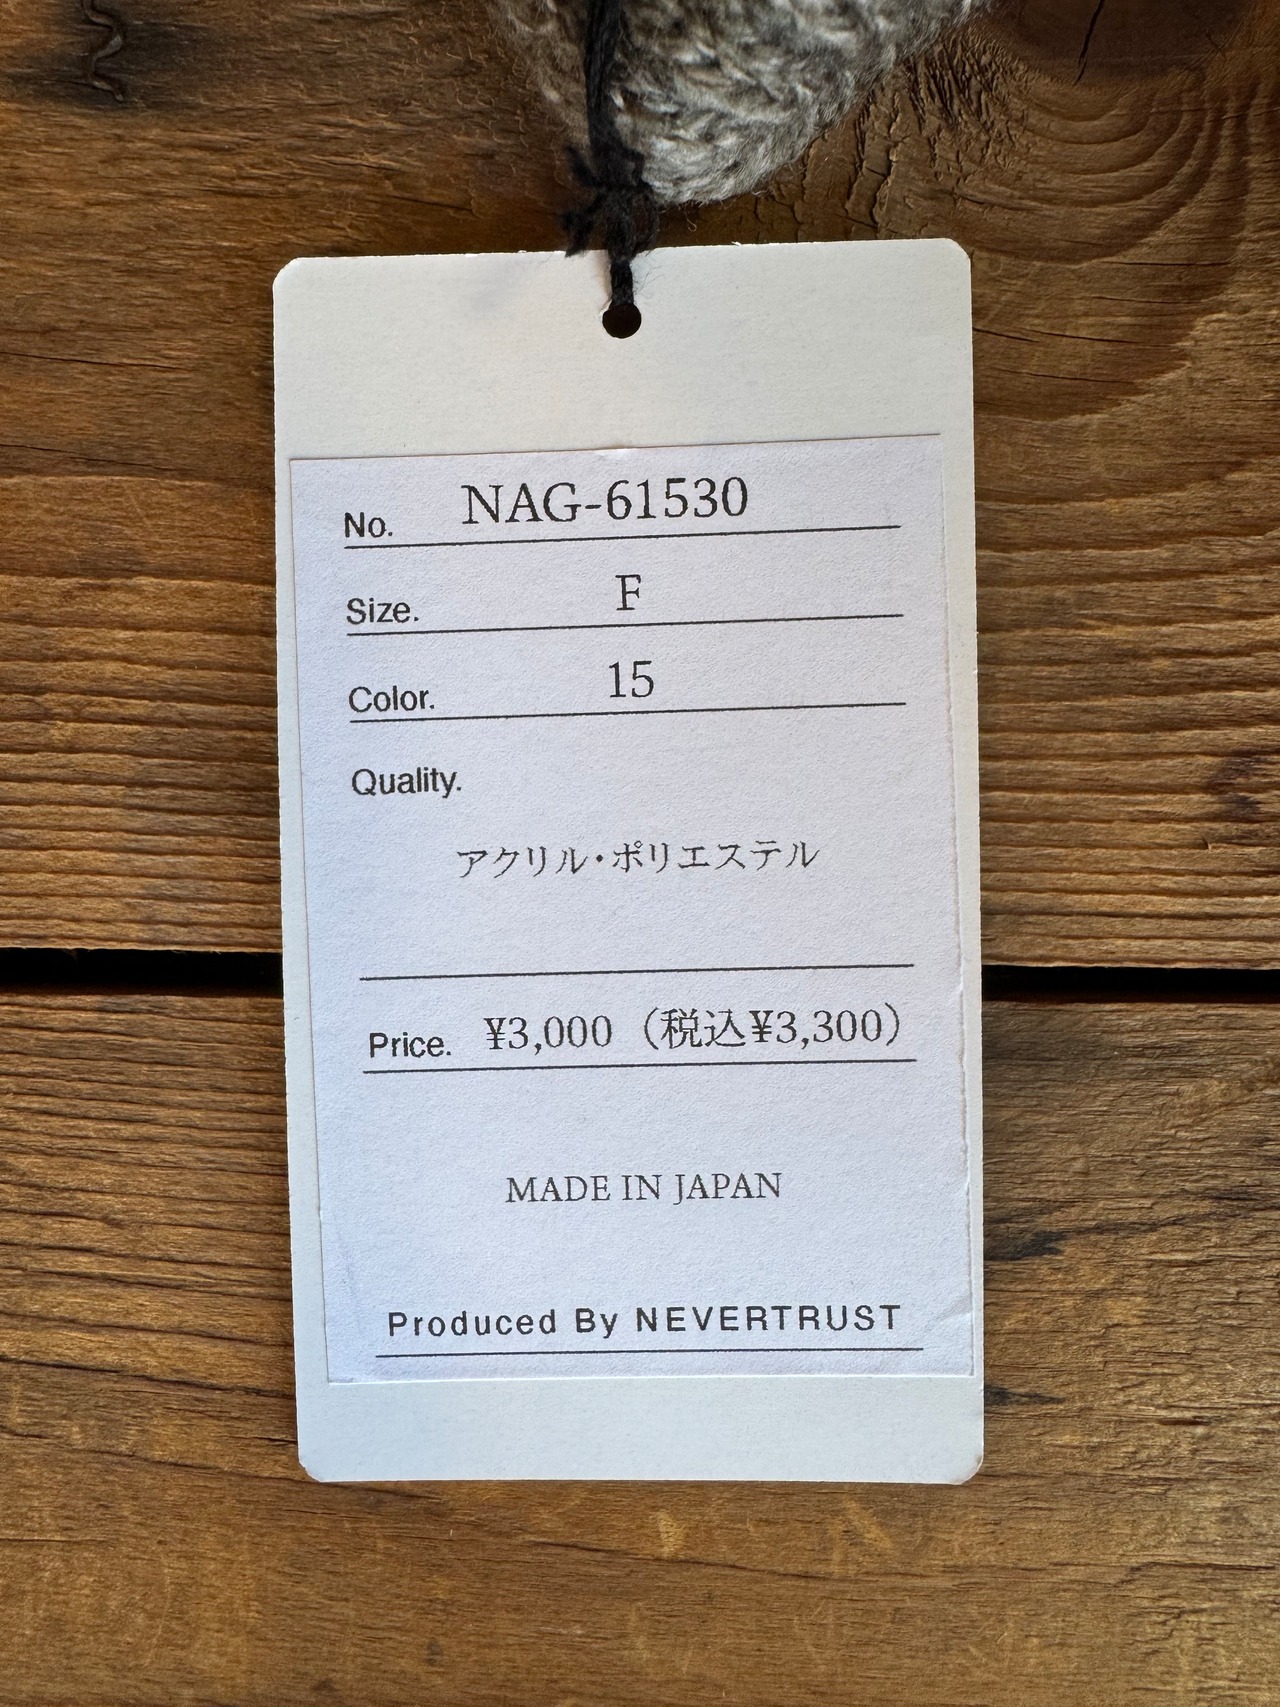 No. NAG-61530
Size. F
Color. 15
Quality.
アクリル・ポリエステル
Price. ¥3,000（税込¥3,300）
MADE IN JAPAN
Produced By NEVERTRUST